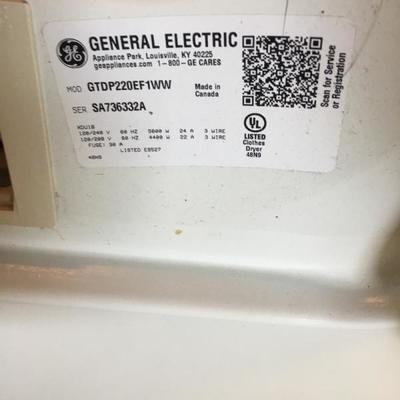 GE
GENERAL ELECTRIC
Appliance Park, Louisville, KY 40225
geappliances.com 1-800-GE CARES
MOD GTDP220EF1WW Made in
Canada
SER. SA736332A
120/240 V 60 HZ 5600 W 24 A 3 WIRE
120/208 V 60 HZ 4400 W 22 A 3 WIRE
FUSE: 30 A
LISTED E8527
UL
LISTED
Clothes
Dryer
48N9
Scan for Service
or Registration